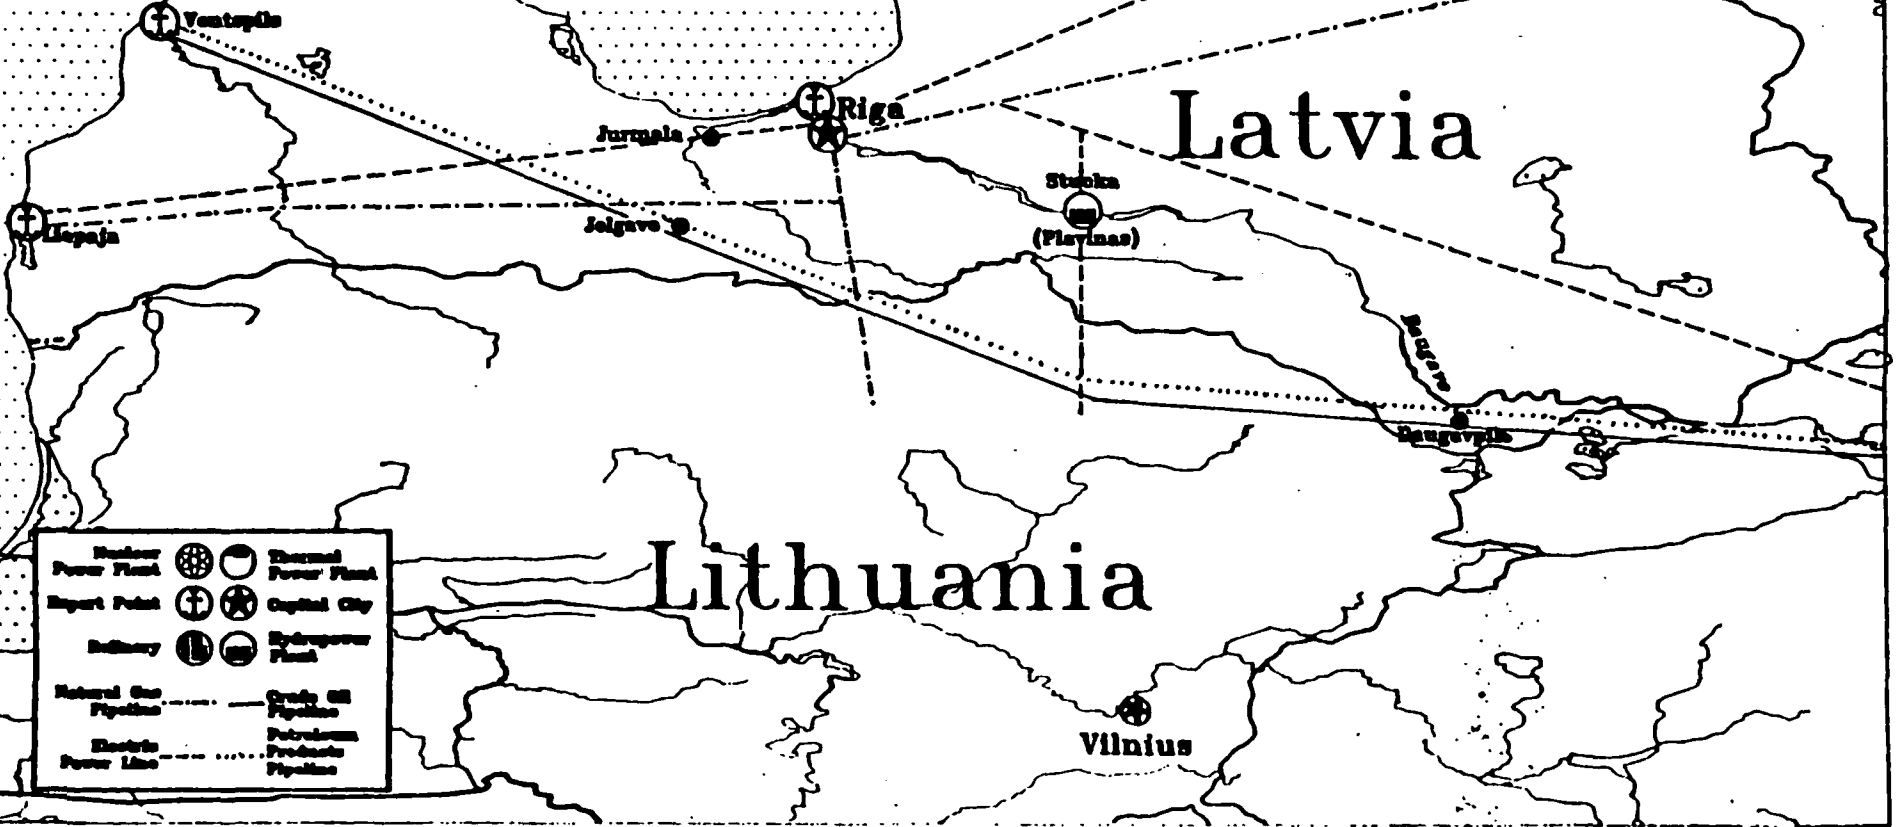 Ventspils
Riga
Jurmala
Latvia
Stucka
(Plavinas)
Jelgava
Liepaja
Daugava
Daugavpils
Lithuania
Vilnius
Nuclear
Power Plant
Thermal
Power Plant
Export Point
Capital City
Refinery
Hydropower
Plant
Natural Gas
Pipeline
Crude Oil
Pipeline
Electric
Power Line
Petroleum
Products
Pipeline